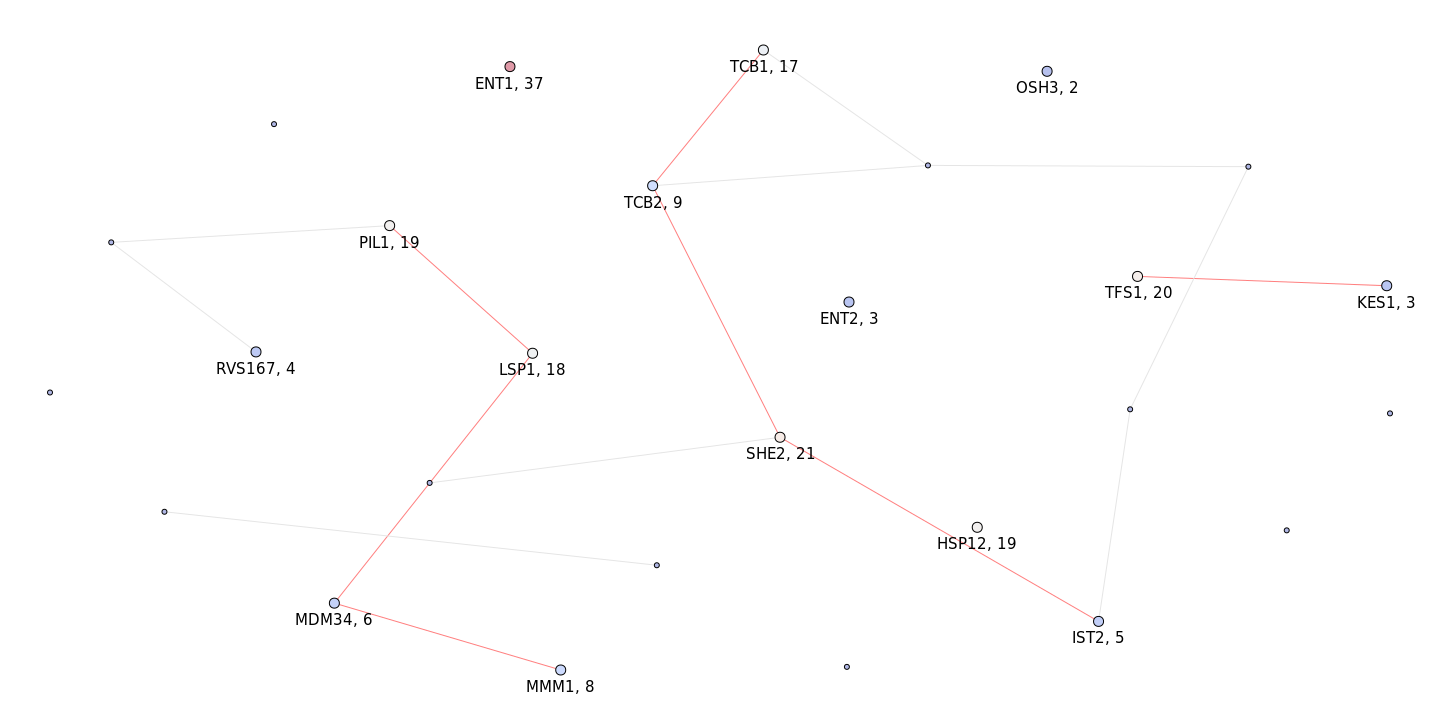 TCB1, 17
ENT1, 37
OSH3, 2
TCB2, 9
PIL1, 19
TFS1, 20
KES1, 3
ENT2, 3
RVS167, 4
LSP1, 18
SHE2, 21
HSP12, 19
MDM34, 6
IST2, 5
MMM1, 8